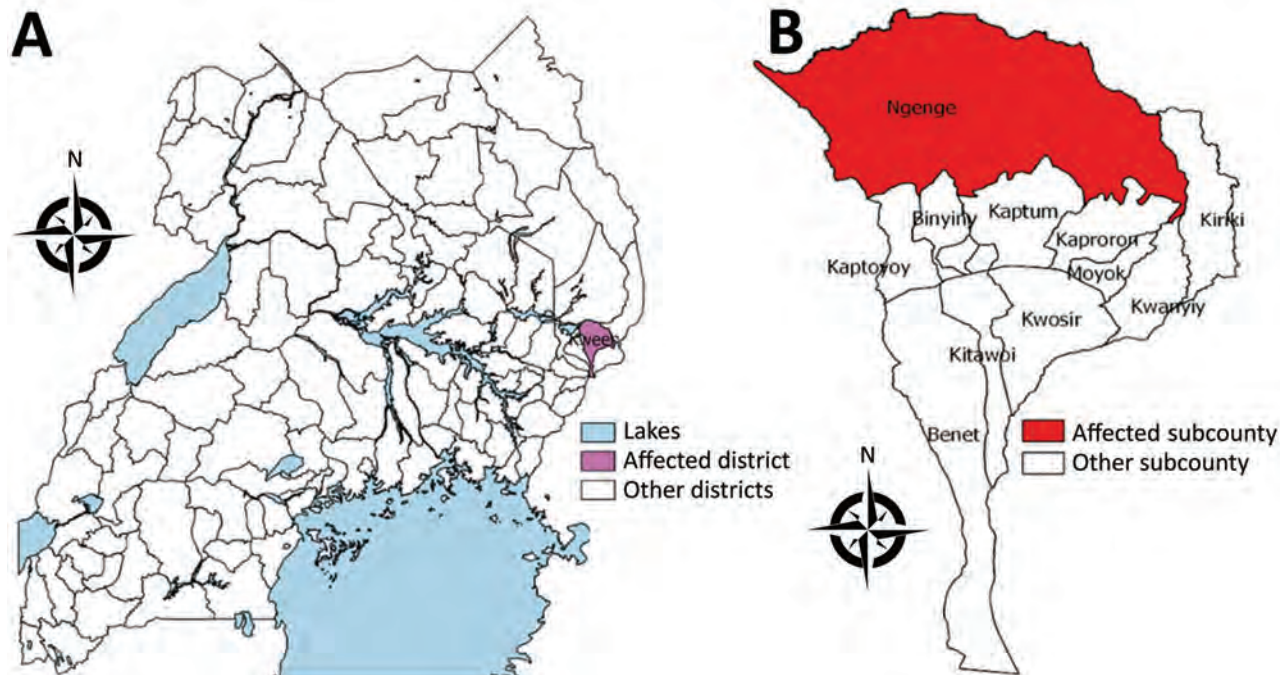 A
N
Kween
Lakes
Affected district
Other districts
B
Ngenge
Binyiny
Kaptum
Kiriki
Kaproron
Kaptoyoy
Moyok
Kwanyiy
Kwosir
Kitawoi
Benet
Affected subcounty
Other subcounty
N